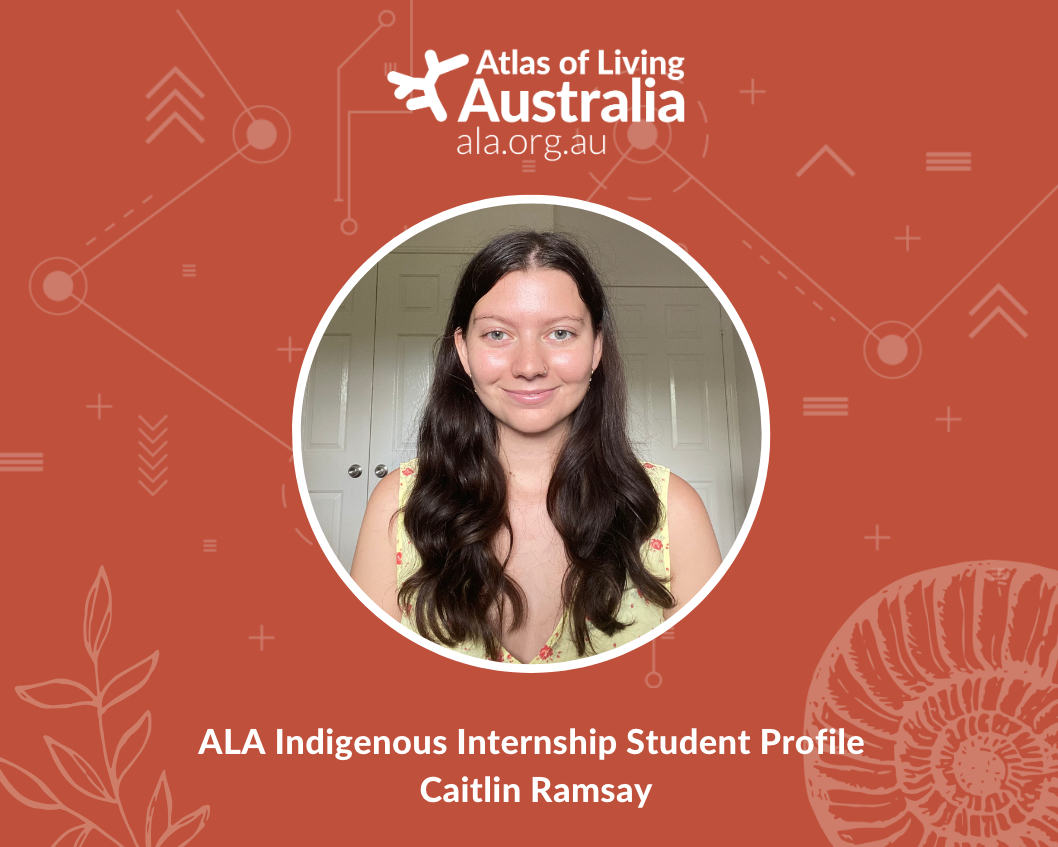 Atlas of Living
Australia
ala.org.au
ALA Indigenous Internship Student Profile
Caitlin Ramsay